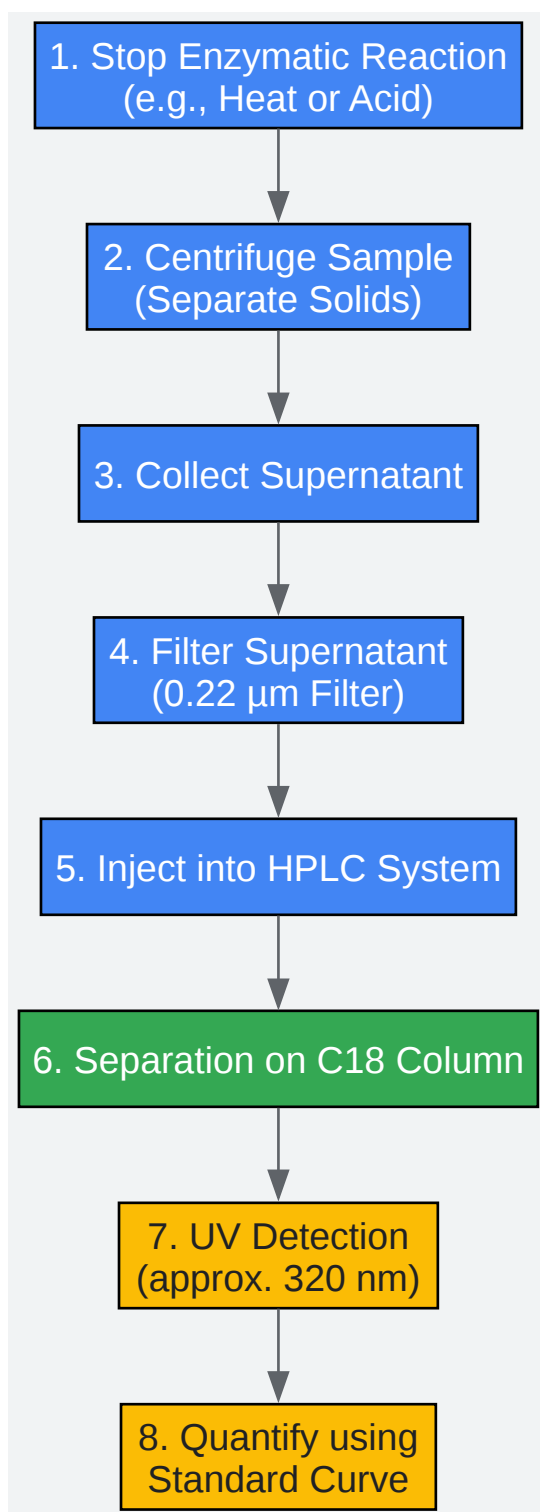 1. Stop Enzymatic Reaction
(e.g., Heat or Acid)
2. Centrifuge Sample
(Separate Solids)
3. Collect Supernatant
4. Filter Supernatant
(0.22 µm Filter)
5. Inject into HPLC System
6. Separation on C18 Column
7. UV Detection
(approx. 320 nm)
8. Quantify using
Standard Curve